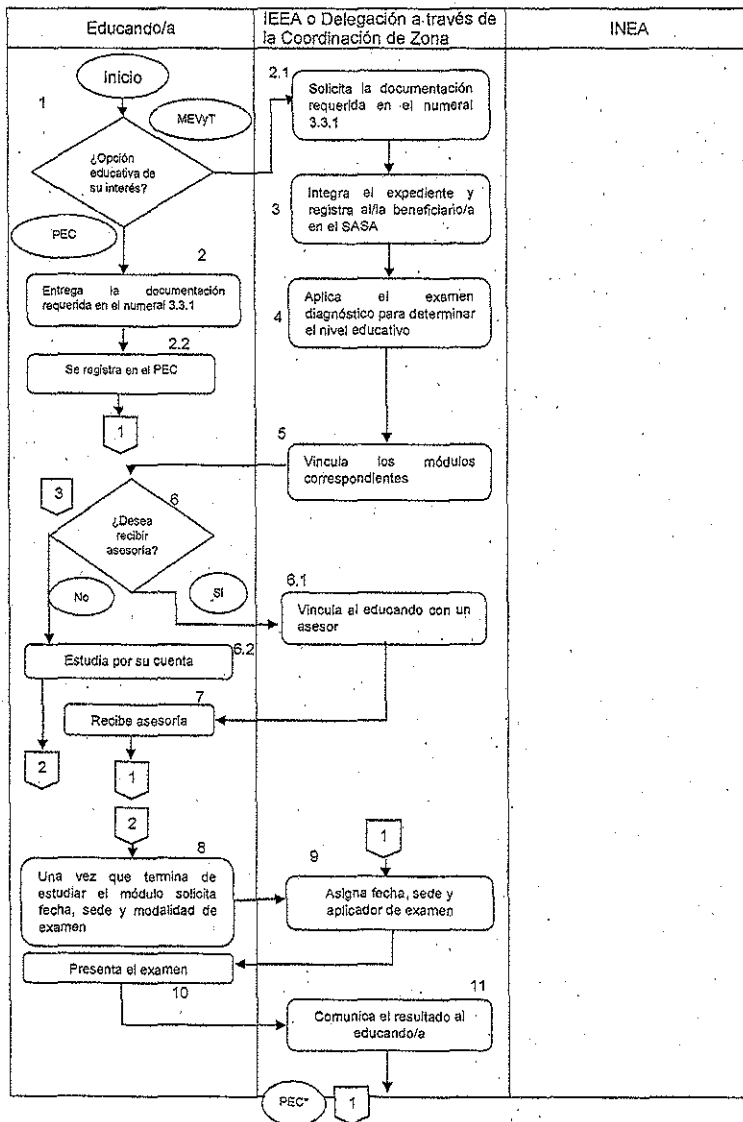 Educando/a
IEEA o Delegación a través de
la Coordinación de Zona
INEA
Inicio
1
MEVyT
¿Opción
educativa de
su interés?
PEC
2.1
Solicita la documentación
requerida en el numeral
3.3.1
3
Integra el expediente y
registra al/la beneficiario/a
en el SASA
2
Entrega la documentación
requerida en el numeral 3.3.1
4
Aplica el examen
diagnóstico para determinar
el nivel educativo
2.2
Se registra en el PEC
1
5
Vincula los módulos
correspondientes
3
6
¿Desea
recibir
asesoría?
No
Sí
6.1
Vincula al educando con un
asesor
6.2
Estudia por su cuenta
7
Recibe asesoría
2
1
2
1
8
Una vez que termina de
estudiar el módulo solicita
fecha, sede y modalidad de
examen
9
Asigna fecha, sede y
aplicador de examen
Presenta el examen
10
11
Comunica el resultado al
educando/a
PEC*
1